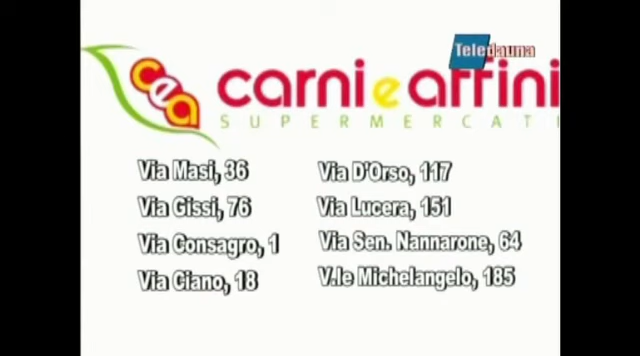 Teledauna
cea
carni e affini
SUPERMERCATI
Via Masi, 36
Via Gissi, 76
Via Consagro, 1
Via Ciano, 18
Via D'Orso, 117
Via Lucera, 151
Via Sen. Nannarone, 64
V.le Michelangelo, 185